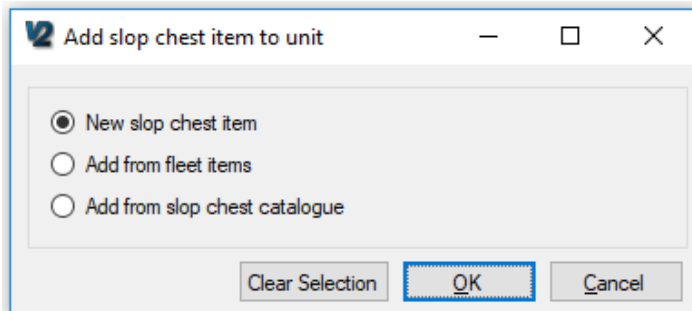 V2 Add slop chest item to unit
New slop chest item
Add from fleet items
Add from slop chest catalogue
Clear Selection OK Cancel